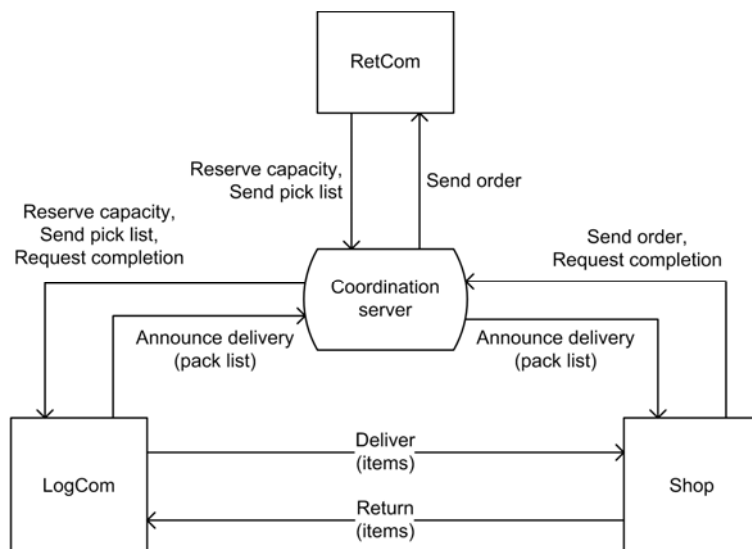 RetCom
Reserve capacity,
Send pick list
Send order
Reserve capacity,
Send pick list,
Request completion
Send order,
Request completion
Coordination
server
Announce delivery
(pack list)
Announce delivery
(pack list)
LogCom
Deliver
(items)
Shop
Return
(items)